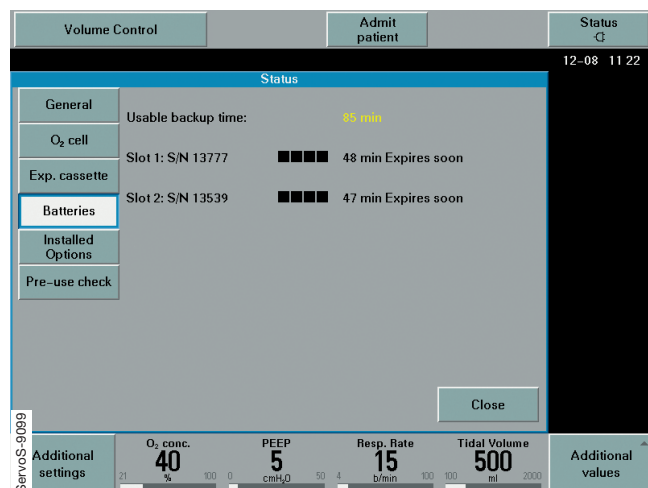 Volume Control
Admit
patient
Status
12–08 11 22
Status
General
O₂ cell
Exp. cassette
Batteries
Installed
Options
Pre–use check
Usable backup time: 85 min
Slot 1: S/N 13777 48 min Expires soon
Slot 2: S/N 13539 47 min Expires soon
Close
ervoS-9099
Additional
settings
O₂ conc.
40
21 % 100
PEEP
5
0 cmH₂O 50
Resp. Rate
15
4 b/min 100
Tidal Volume
500
100 ml 2000
Additional
values